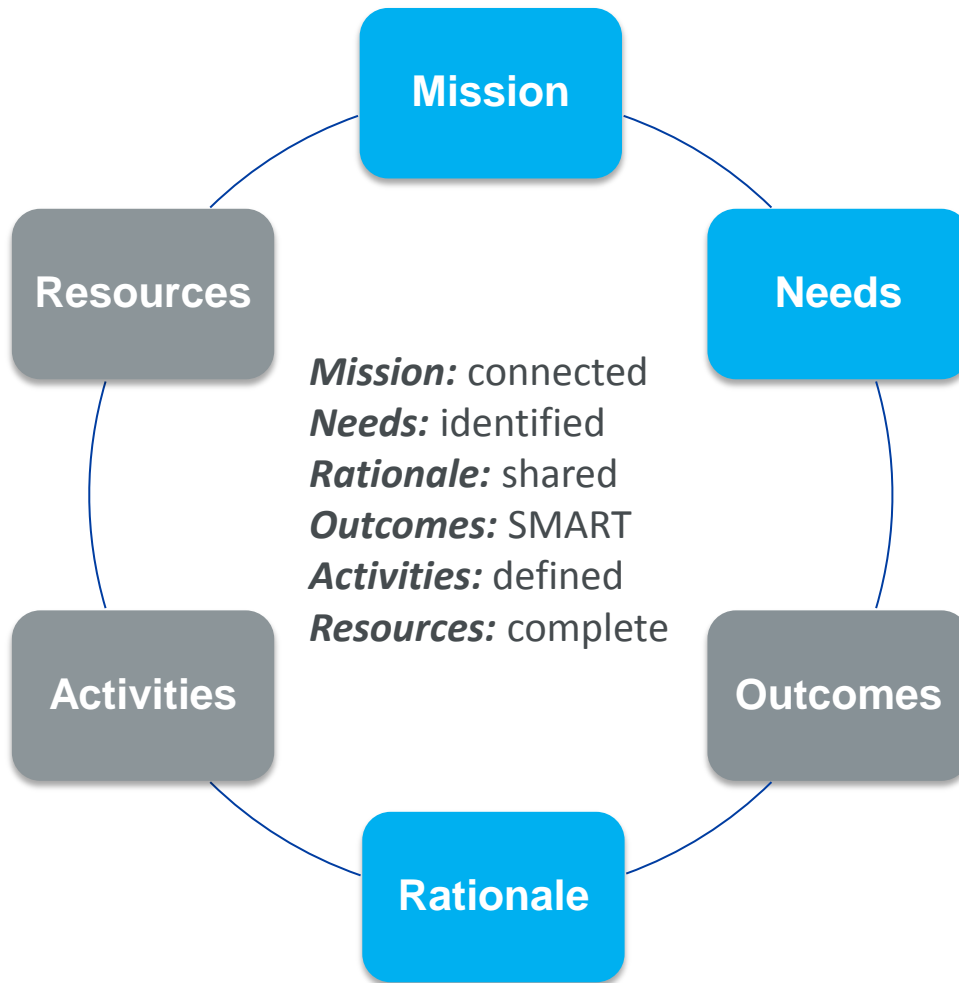 Mission
Resources
Needs
Mission: connected
Needs: identified
Rationale: shared
Outcomes: SMART
Activities: defined
Resources: complete
Activities
Outcomes
Rationale